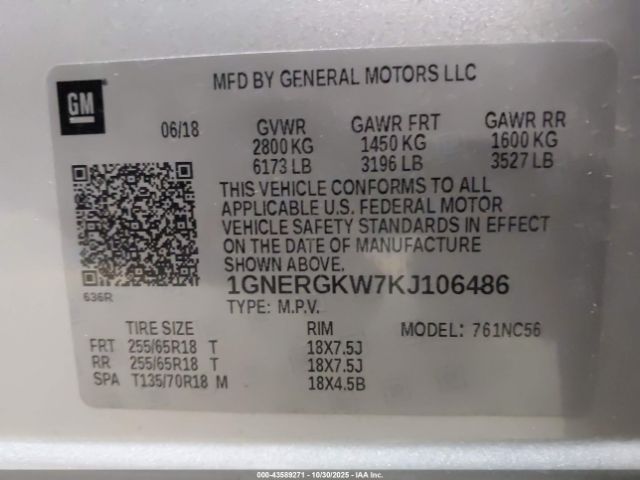 GM
MFD BY GENERAL MOTORS LLC
06/18 GVWR GAWR FRT GAWR RR
2800 KG 1450 KG 1600 KG
6173 LB 3196 LB 3527 LB
THIS VEHICLE CONFORMS TO ALL
APPLICABLE U.S. FEDERAL MOTOR
VEHICLE SAFETY STANDARDS IN EFFECT
ON THE DATE OF MANUFACTURE
SHOWN ABOVE.
636R
1GNERGKW7KJ106486
TYPE: M.P.V.
TIRE SIZE RIM MODEL: 761NC56
FRT 255/65R18 T 18X7.5J
RR 255/65R18 T 18X7.5J
SPA T135/70R18 M 18X4.5B
000-43589271 | 10/30/2025 | IAA Inc.